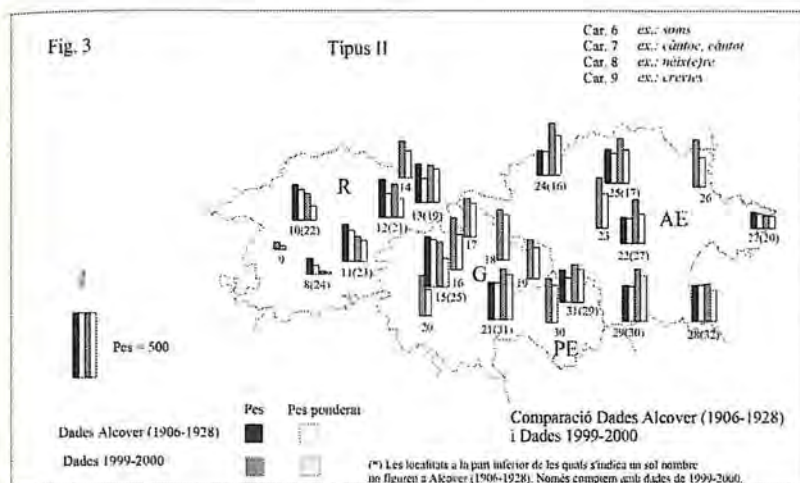 Fig. 3
Tipus II
Car. 6 ex.: soms
Car. 7 ex.: càntoc, càntot
Car. 8 ex.: nèix(e)re
Car. 9 ex.: crexies
R
AE
G
PE
14
24(16)
25(17)
26
10(22)
12(21)
13(19)
9
11(23)
8(24)
17
18
16
15(25)
19
20
21(31)
30
31(29)
23
22(27)
27(20)
29(30)
28(32)
Pes = 500
Pes
Pes ponderat
Dades Alcover (1906-1928)
Dades 1999-2000
Comparació Dades Alcover (1906-1928)
i Dades 1999-2000
(*) Les localitats a la part inferior de les quals s'indica un sol nombre
no figuren a Alcover (1906-1928). Només comptem amb dades de 1999-2000.